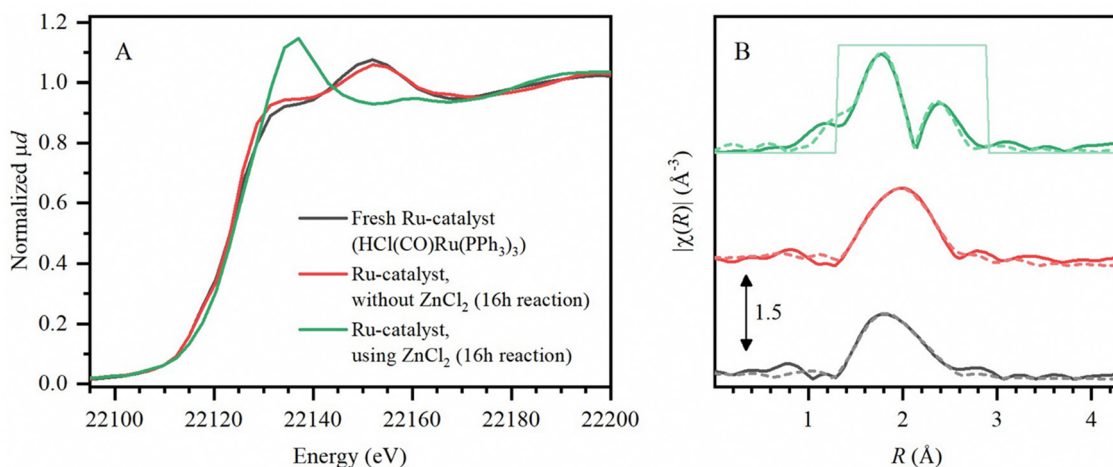 A
Normalized μd
1.2
1.0
0.8
0.6
0.4
0.2
0.0
Fresh Ru-catalyst
(HCl(CO)Ru(PPh₃)₃)
Ru-catalyst,
without ZnCl₂ (16h reaction)
Ru-catalyst,
using ZnCl₂ (16h reaction)
22100 22120 22140 22160 22180 22200
Energy (eV)
B
|χ(R)| (Å⁻³)
1.5
1 2 3 4
R (Å)